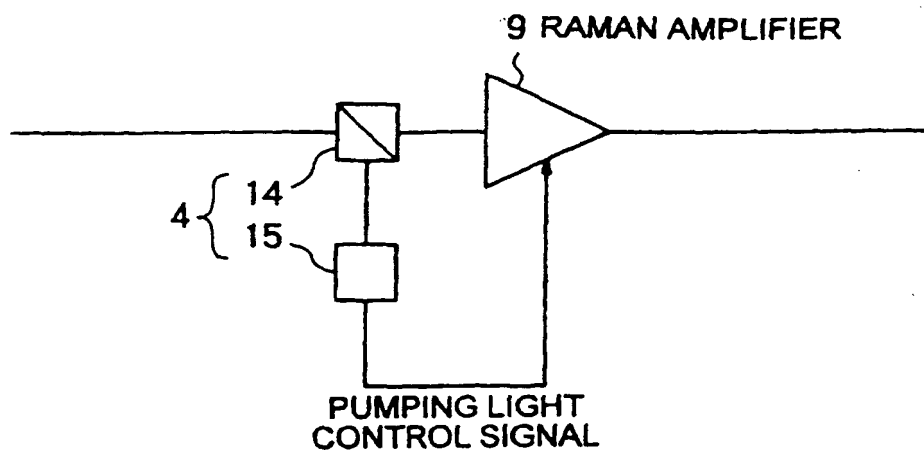 9 RAMAN AMPLIFIER
14
4
15
PUMPING LIGHT
CONTROL SIGNAL